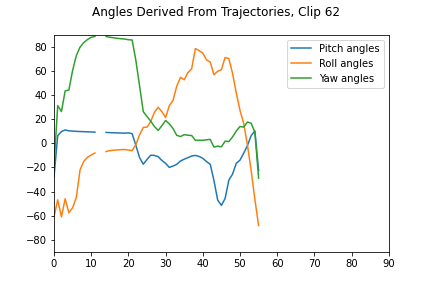 Angles Derived From Trajectories, Clip 62
Pitch angles
Roll angles
Yaw angles
80
60
40
20
0
−20
−40
−60
−80
0 10 20 30 40 50 60 70 80 90